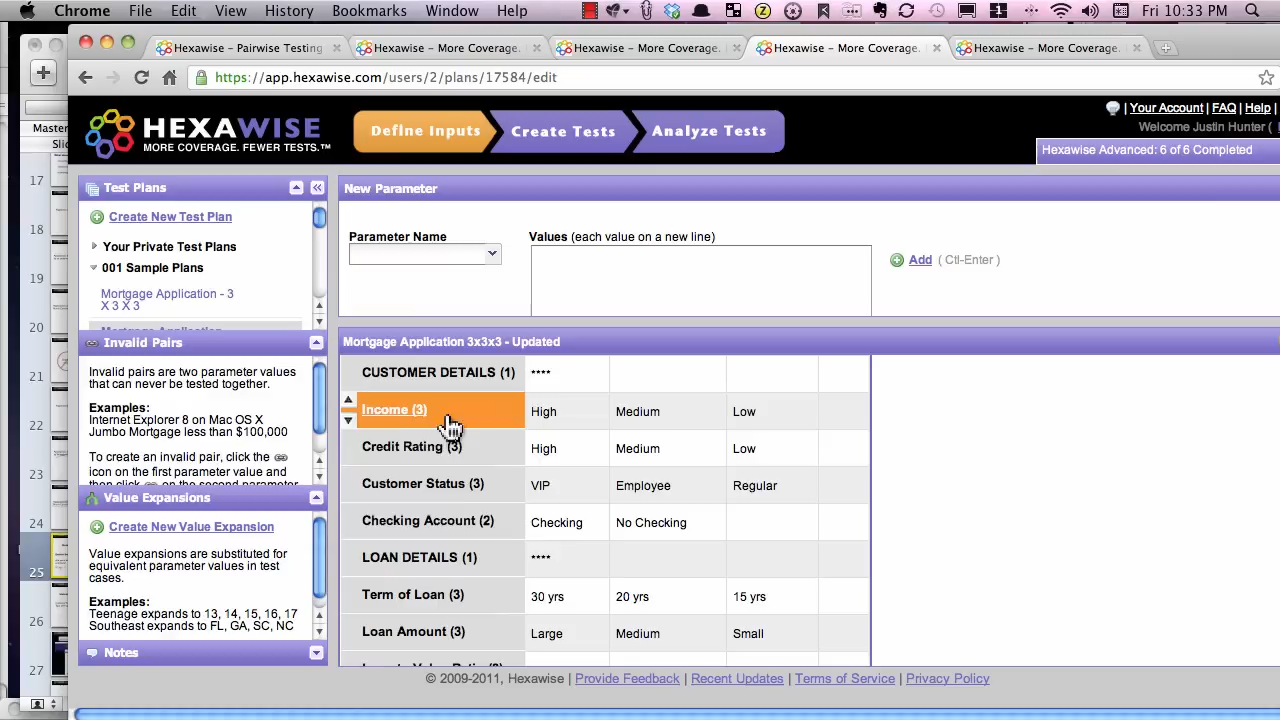 Chrome File Edit View History Bookmarks Window Help Fri 10:33 PM
Hexawise – Pairwise Testing
Hexawise – More Coverage.
Hexawise – More Coverage.
Hexawise – More Coverage.
Hexawise – More Coverage.
https://app.hexawise.com/users/2/plans/17584/edit
HEXAWISE
MORE COVERAGE. FEWER TESTS.™
Define Inputs
Create Tests
Analyze Tests
| Your Account | FAQ | Help |
Welcome Justin Hunter (
Hexawise Advanced: 6 of 6 Completed
Master
Slic
17
18
19
20
21
22
23
24
25
26
27
Test Plans
Create New Test Plan
Your Private Test Plans
001 Sample Plans
Mortgage Application - 3
X 3 X 3
Mortgage Application
Invalid Pairs
Invalid pairs are two parameter values
that can never be tested together.
Examples:
Internet Explorer 8 on Mac OS X
Jumbo Mortgage less than $100,000
To create an invalid pair, click the
icon on the first parameter value and
then click on the second parameter
Value Expansions
Create New Value Expansion
Value expansions are substituted for
equivalent parameter values in test
cases.
Examples:
Teenage expands to 13, 14, 15, 16, 17
Southeast expands to FL, GA, SC, NC
Notes
New Parameter
Parameter Name
Values (each value on a new line)
Add ( Ctl-Enter )
Mortgage Application 3x3x3 - Updated
CUSTOMER DETAILS (1) ****
Income (3) High Medium Low
Credit Rating (3) High Medium Low
Customer Status (3) VIP Employee Regular
Checking Account (2) Checking No Checking
LOAN DETAILS (1) ****
Term of Loan (3) 30 yrs 20 yrs 15 yrs
Loan Amount (3) Large Medium Small
© 2009-2011, Hexawise | Provide Feedback | Recent Updates | Terms of Service | Privacy Policy